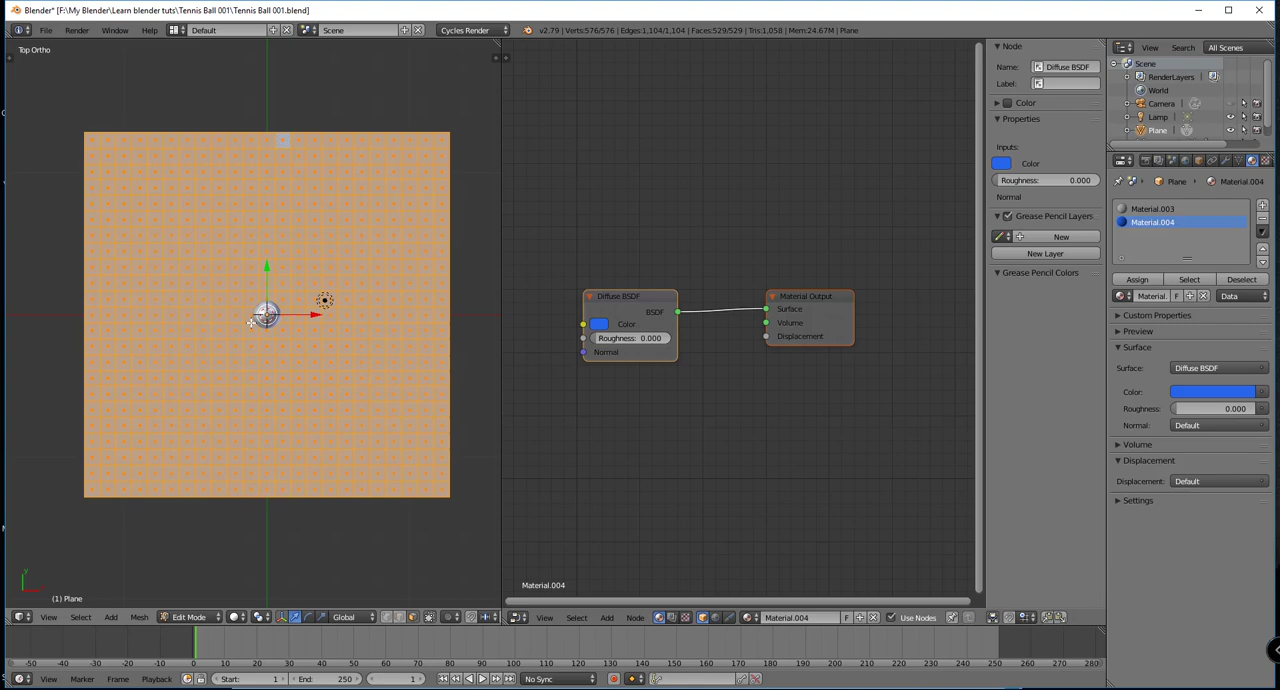 Blender* [F:\My Blender\Learn blender tuts\Tennis Ball 001\Tennis Ball 001.blend]
File Render Window Help Default Scene Cycles Render v2.79 | Verts:576/576 | Edges:1,104/1,104 | Faces:529/529 | Tris:1,058 | Mem:24.67M | Plane
Top Ortho
(1) Plane
View Select Add Mesh Edit Mode Global
Diffuse BSDF
BSDF
Color
Roughness: 0.000
Normal
Material Output
Surface
Volume
Displacement
Material.004
View Select Add Node Material.004 F Use Nodes
Node
Name: Diffuse BSDF
Label:
Color
Properties
Inputs:
Color
Roughness: 0.000
Normal
Grease Pencil Layers
New
New Layer
Grease Pencil Colors
View Search All Scenes
Scene
RenderLayers
World
Camera
Lamp
Plane
Plane Material.004
Material.003
Material.004
Assign Select Deselect
Material. F Data
Custom Properties
Preview
Surface
Surface: Diffuse BSDF
Color:
Roughness: 0.000
Normal: Default
Volume
Displacement
Displacement: Default
Settings
-50 -40 -30 -20 -10 0 10 20 30 40 50 60 70 80 90 100 110 120 130 140 150 160 170 180 190 200 210 220 230 240 250 260 270 280
View Marker Frame Playback Start: 1 End: 250 1 No Sync